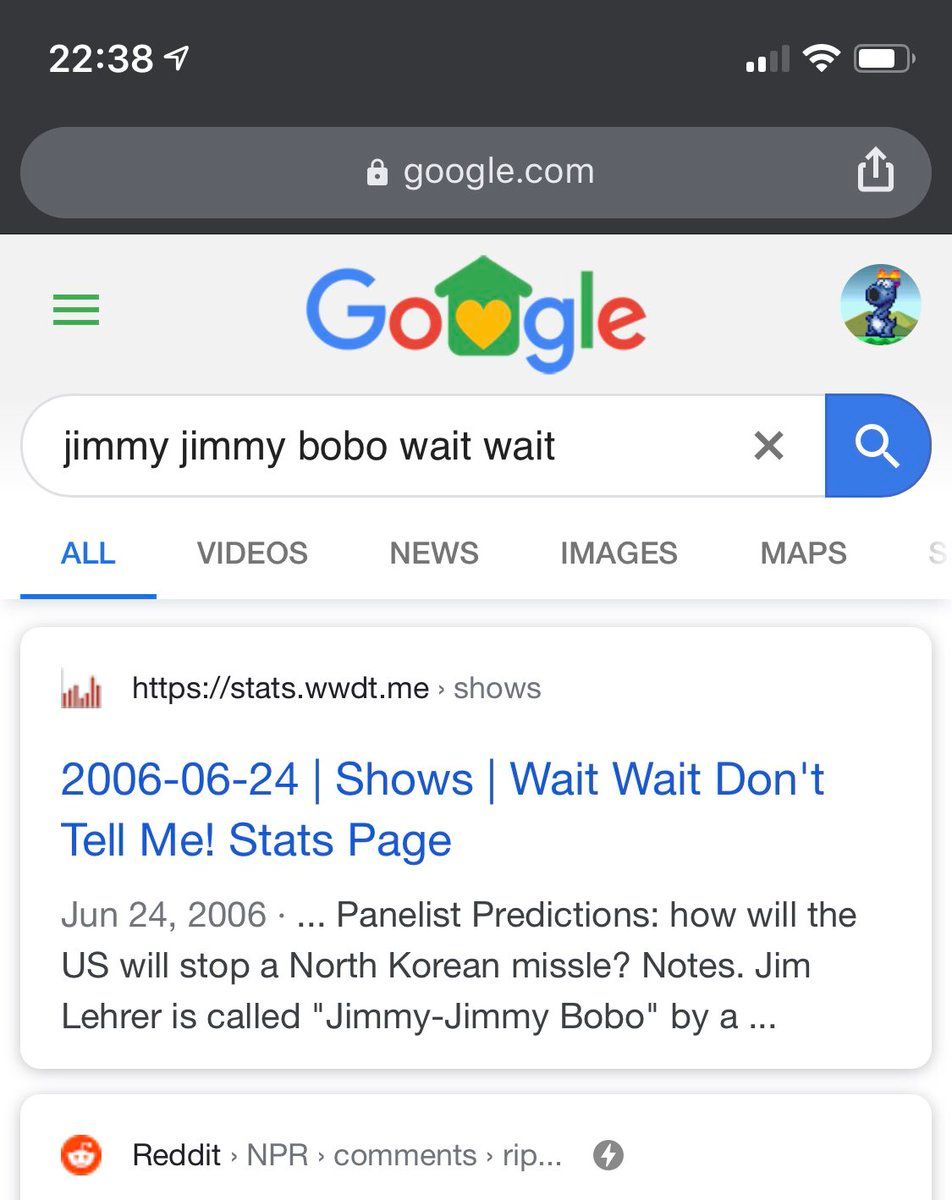 22:38
google.com
Google
jimmy jimmy bobo wait wait
ALL VIDEOS NEWS IMAGES MAPS S
https://stats.wwdt.me › shows
2006-06-24 | Shows | Wait Wait Don't
Tell Me! Stats Page
Jun 24, 2006 · ... Panelist Predictions: how will the
US will stop a North Korean missle? Notes. Jim
Lehrer is called "Jimmy-Jimmy Bobo" by a ...
Reddit › NPR › comments › rip...